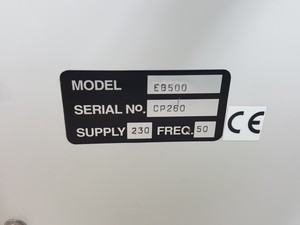 MODEL EB500
SERIAL No. CP260
SUPPLY 230 FREQ. 50
CE